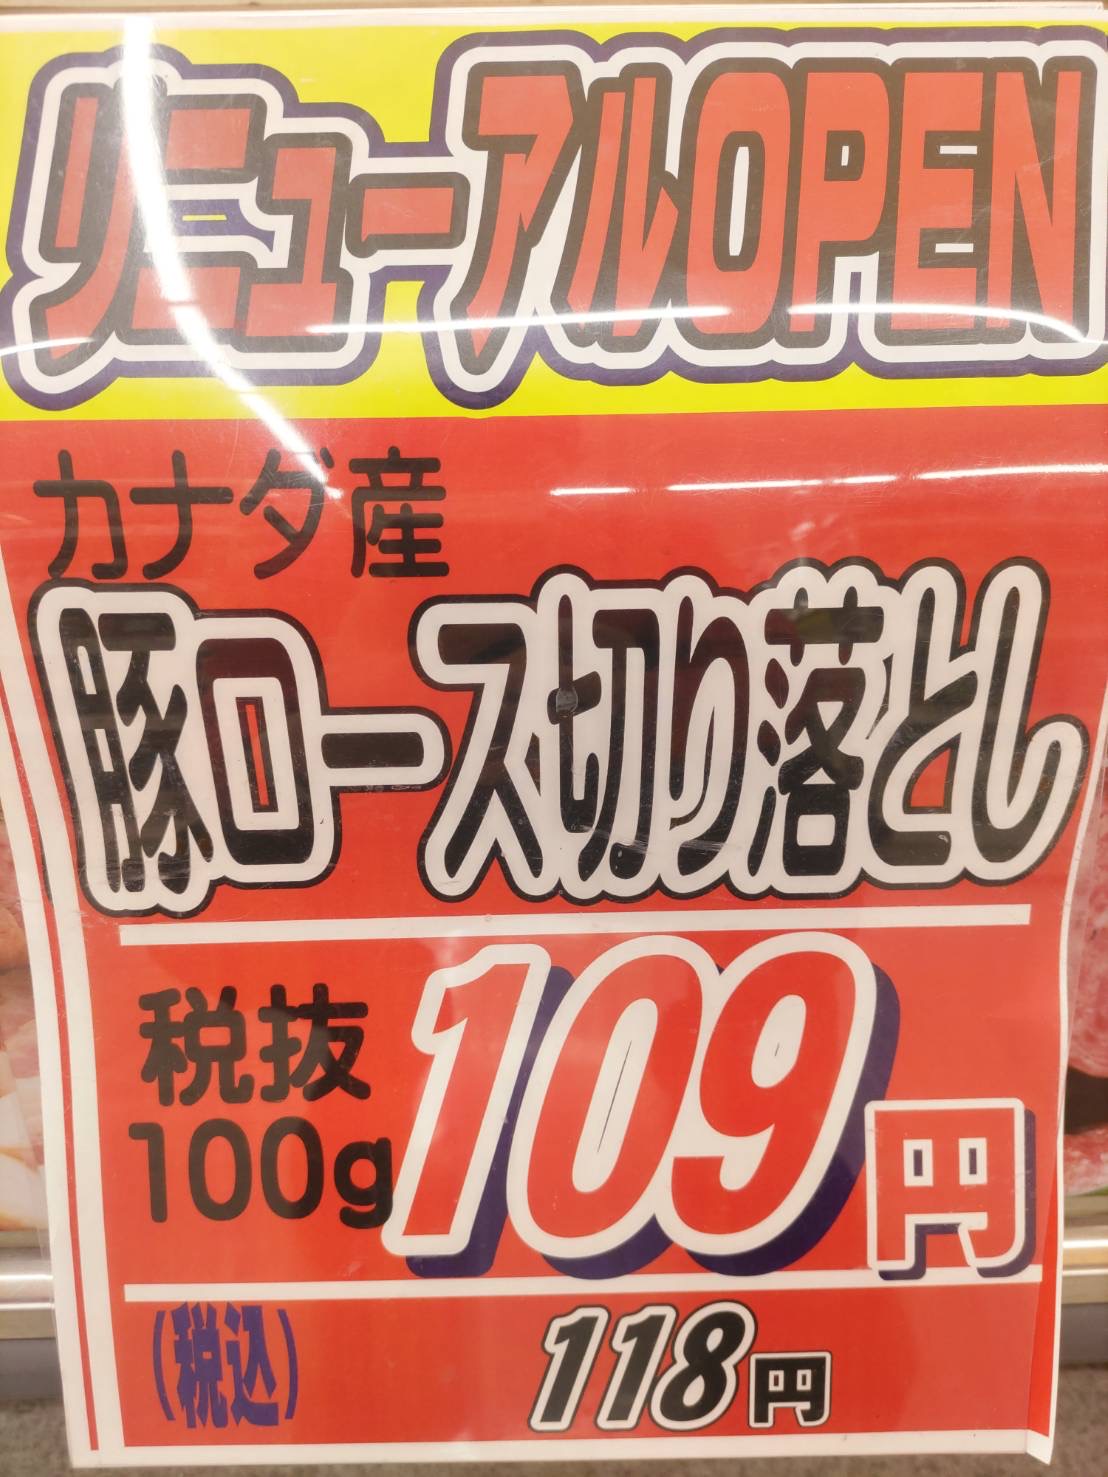 リニューアルOPEN
カナダ産
豚ロース切り落とし
税抜
100g 109円
(税込) 118円